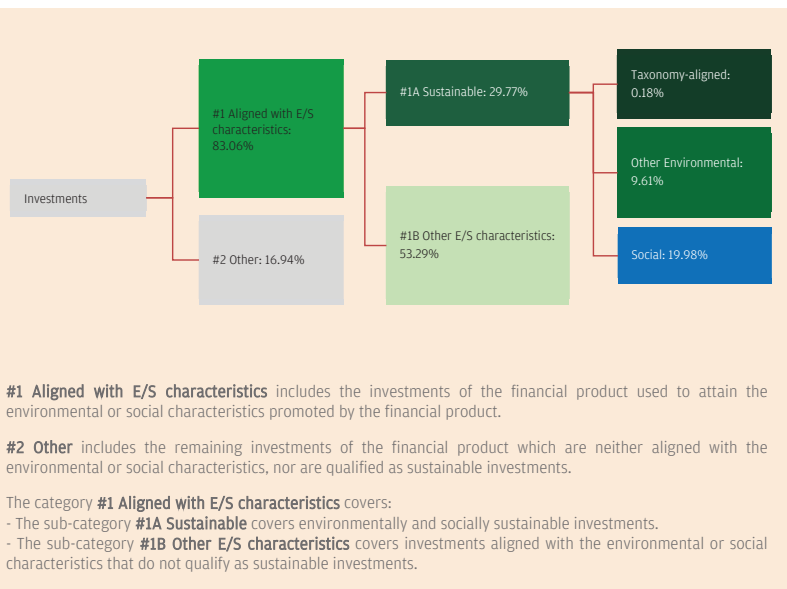 Investments
#1 Aligned with E/S
characteristics:
83.06%
#2 Other: 16.94%
#1A Sustainable: 29.77%
#1B Other E/S characteristics:
53.29%
Taxonomy-aligned:
0.18%
Other Environmental:
9.61%
Social: 19.98%
#1 Aligned with E/S characteristics includes the investments of the financial product used to attain the
environmental or social characteristics promoted by the financial product.
#2 Other includes the remaining investments of the financial product which are neither aligned with the
environmental or social characteristics, nor are qualified as sustainable investments.
The category #1 Aligned with E/S characteristics covers:
- The sub-category #1A Sustainable covers environmentally and socially sustainable investments.
- The sub-category #1B Other E/S characteristics covers investments aligned with the environmental or social
characteristics that do not qualify as sustainable investments.